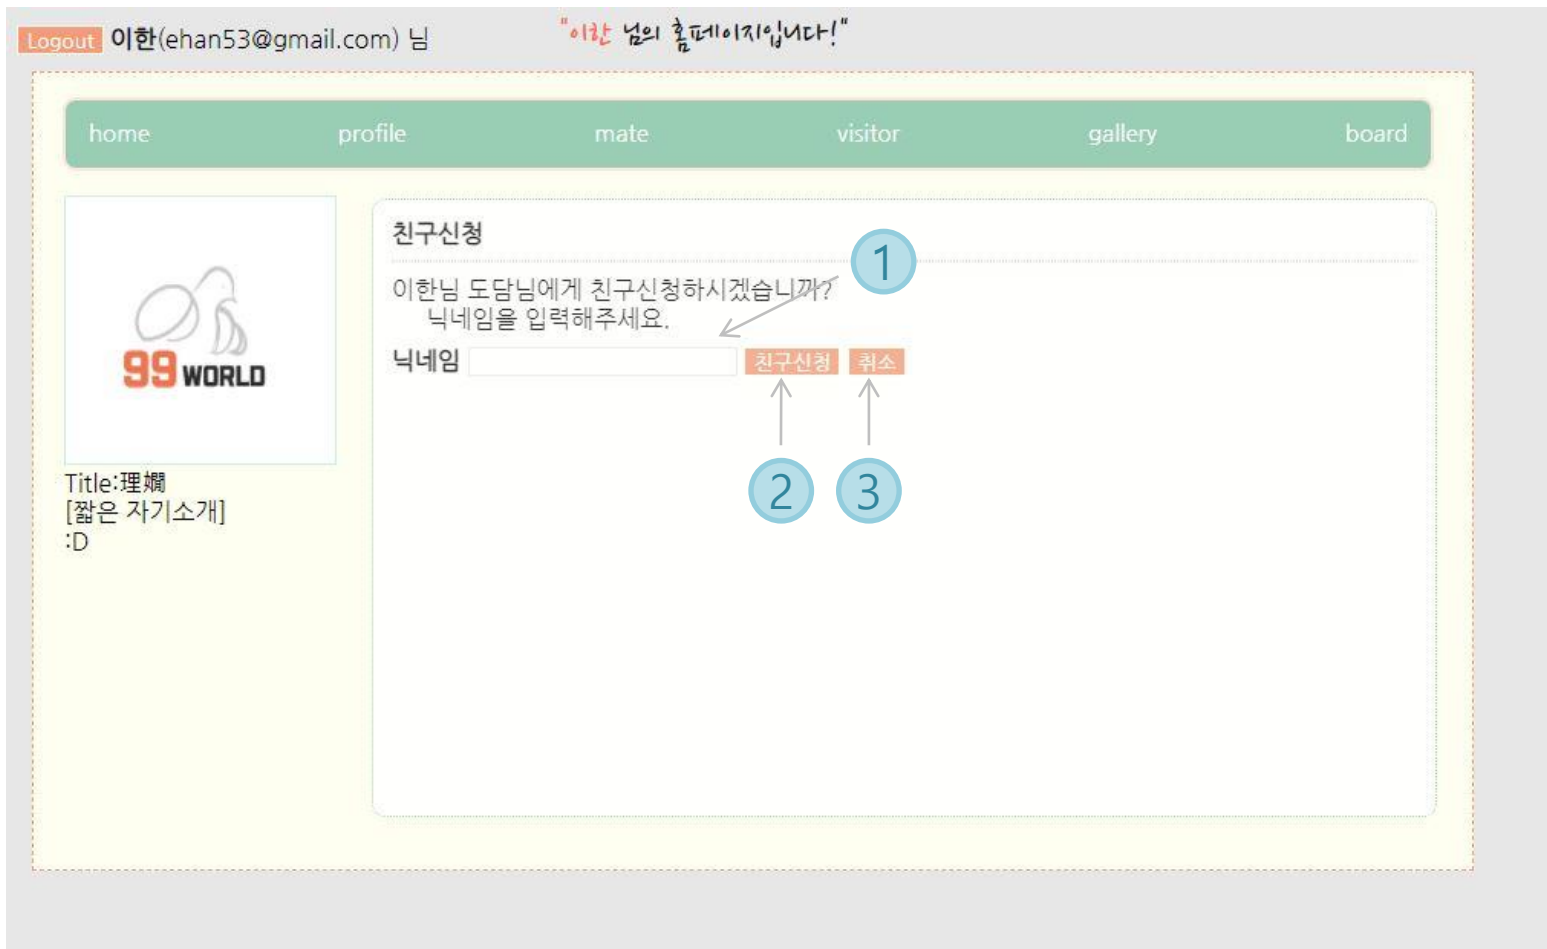 Logout 이한(ehan53@gmail.com) 님
"이한 님의 홈페이지입니다!"
home profile mate visitor gallery board
99 WORLD
Title:理嫺
[짧은 자기소개]
:D
친구신청
1
이한님 도담님에게 친구신청하시겠습니까?
닉네임을 입력해주세요.
닉네임 친구신청 취소
2 3